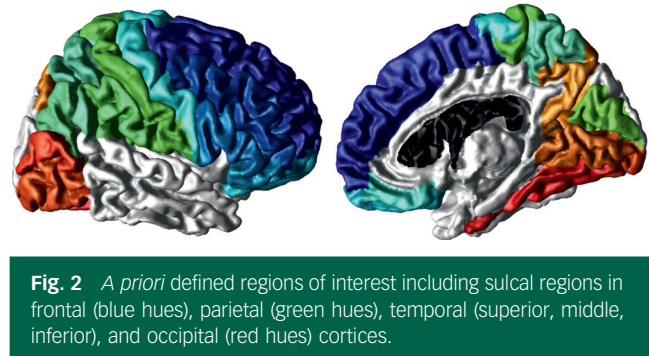 Fig. 2 A priori defined regions of interest including sulcal regions in
frontal (blue hues), parietal (green hues), temporal (superior, middle,
inferior), and occipital (red hues) cortices.